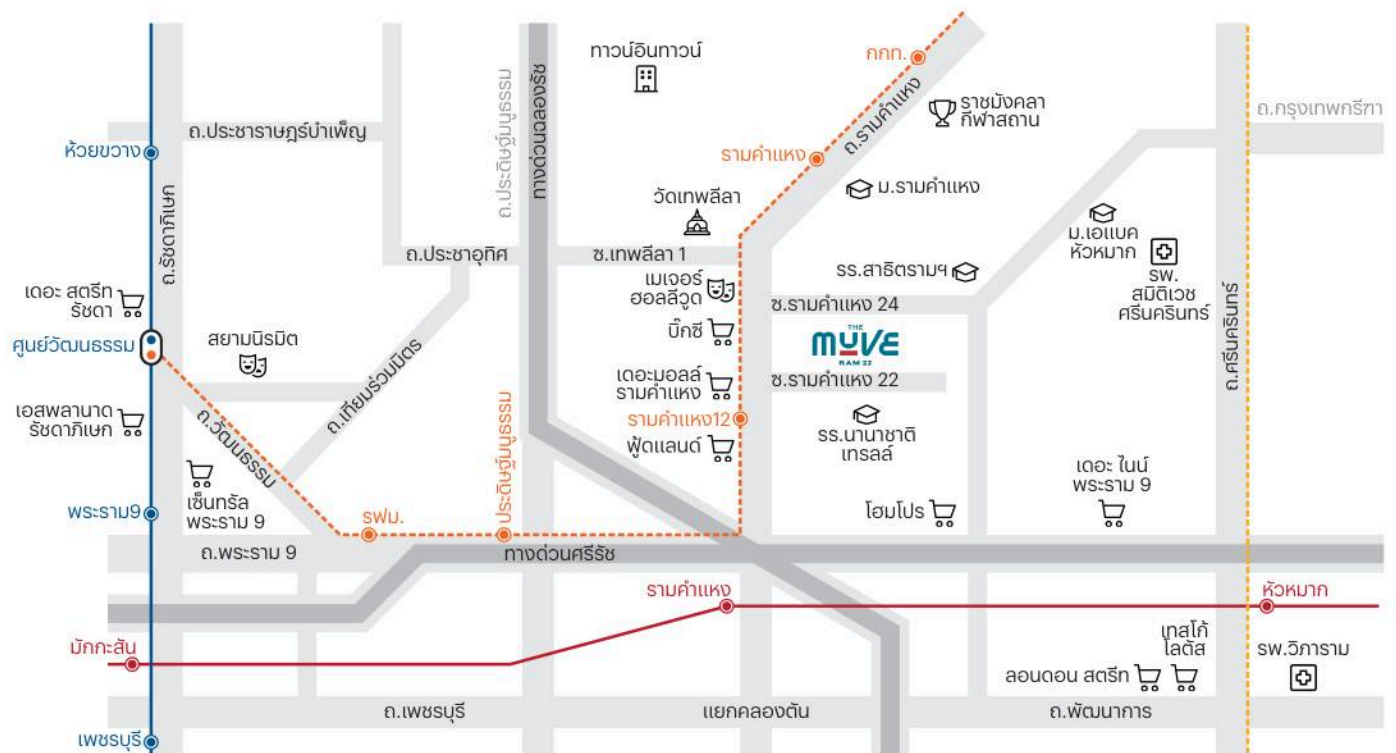 ทาวน์อินทาวน์
กกท.
ราชมังคลา
กีฬาสถาน
ถ.รามคำแหง
ถ.กรุงเทพกรีฑา
ถ.ประชาราษฎร์บำเพ็ญ
ห้วยขวาง
ถ.ประดิษฐ์มนูธรรม
ทางด่วนฉลองรัช
รามคำแหง
ม.รามคำแหง
วัดเทพลีลา
ถ.รัชดาภิเษก
ถ.ประชาอุทิศ
ซ.เทพลีลา 1
ม.เอแบค
หัวหมาก
รพ.
สมิติเวช
ศรีนครินทร์
รร.สาธิตรามฯ
เมเจอร์
ฮอลลีวูด
เดอะ สตรีท
รัชดา
ซ.รามคำแหง 24
บิ๊กซี
ศูนย์วัฒนธรรม
สยามนิรมิต
THE
MUVE
RAM 22
ถ.ศรีนครินทร์
ถ.เทียมร่วมมิตร
เดอะมอลล์
รามคำแหง
ซ.รามคำแหง 22
เอสพลานาด
รัชดาภิเษก
รามคำแหง12
ถ.วัฒนธรรม
ฟู้ดแลนด์
รร.นานาชาติ
เทรลล์
ประดิษฐ์มนูธรรม
เดอะ ไนน์
พระราม 9
เซ็นทรัล
พระราม 9
พระราม9
รฟม.
โฮมโปร
ถ.พระราม 9
ทางด่วนศรีรัช
รามคำแหง
หัวหมาก
มักกะสัน
เทสโก้
โลตัส
ลอนดอน สตรีท
รพ.วิภาราม
ถ.เพชรบุรี
แยกคลองตัน
ถ.พัฒนาการ
เพชรบุรี